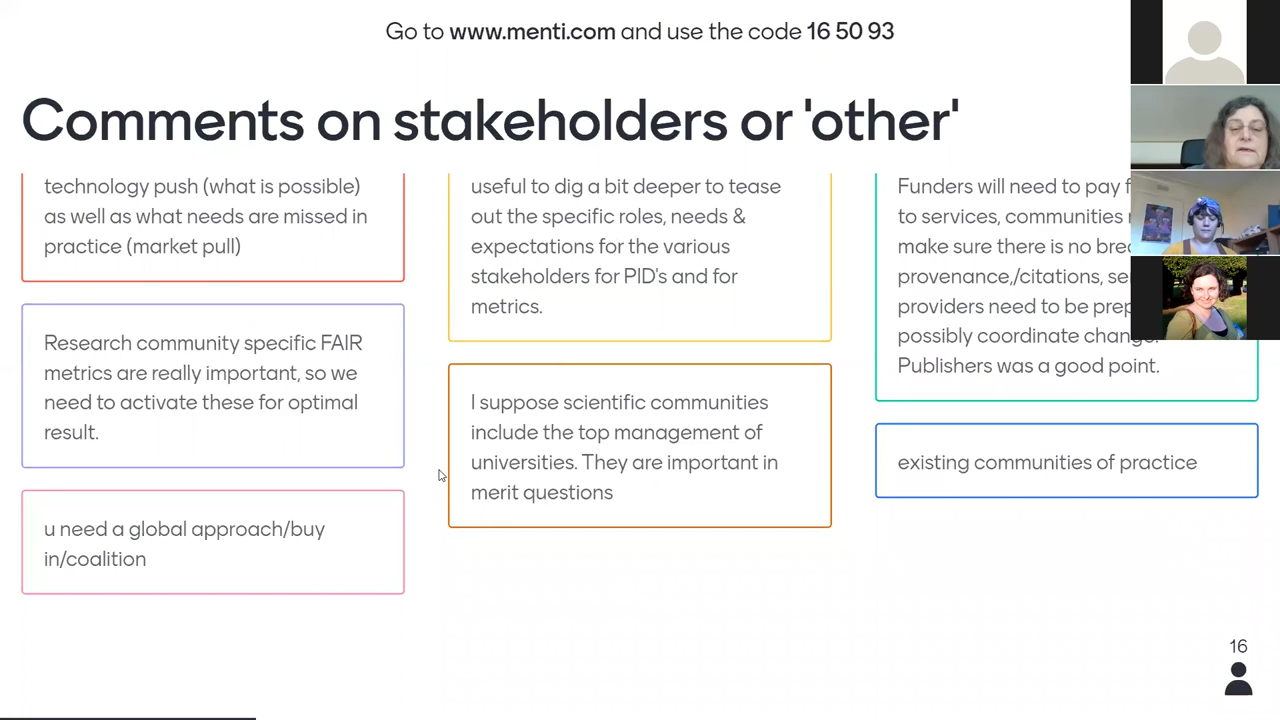 Go to www.menti.com and use the code 16 50 93
Comments on stakeholders or 'other'
technology push (what is possible)
as well as what needs are missed in
practice (market pull)
Research community specific FAIR
metrics are really important, so we
need to activate these for optimal
result.
u need a global approach/buy
in/coalition
useful to dig a bit deeper to tease
out the specific roles, needs &
expectations for the various
stakeholders for PID's and for
metrics.
I suppose scientific communities
include the top management of
universities. They are important in
merit questions
Funders will need to pay
to services, communities
make sure there is no
provenance,/citations,
providers need to be
possibly coordinate
Publishers was a good point.
existing communities of practice
16